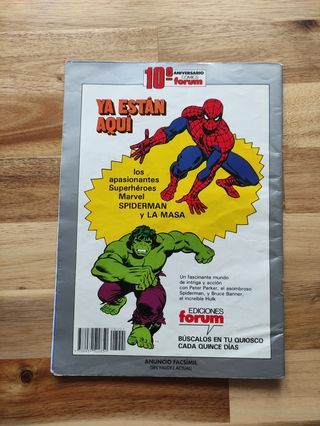 10º ANIVERSARIO
COMICS
forum
YA ESTÁN
AQUÍ
los
apasionantes
Superhéroes
Marvel
SPIDERMAN
y LA MASA
Un fascinante mundo
de intriga y acción
con Peter Parker, el asombroso
Spiderman, y Bruce Banner,
el increíble Hulk
EDICIONES
forum
BÚSCALOS EN TU QUIOSCO
CADA QUINCE DÍAS
ANUNCIO FACSÍMIL
(SIN VALIDEZ ACTUAL)